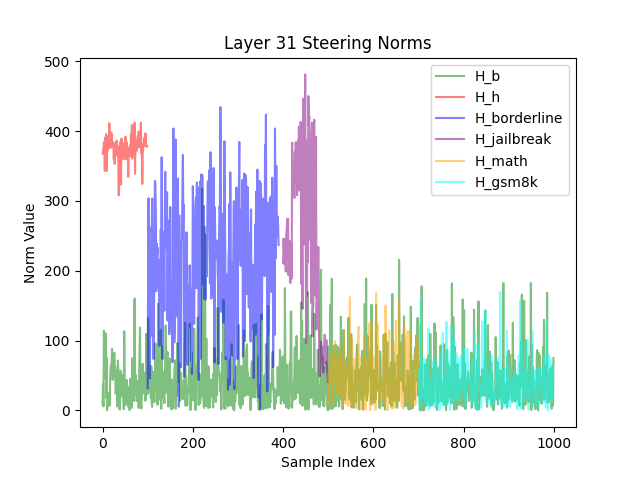 Layer 31 Steering Norms
500
400
300
200
100
0
Norm Value
H_b
H_h
H_borderline
H_jailbreak
H_math
H_gsm8k
0 200 400 600 800 1000
Sample Index